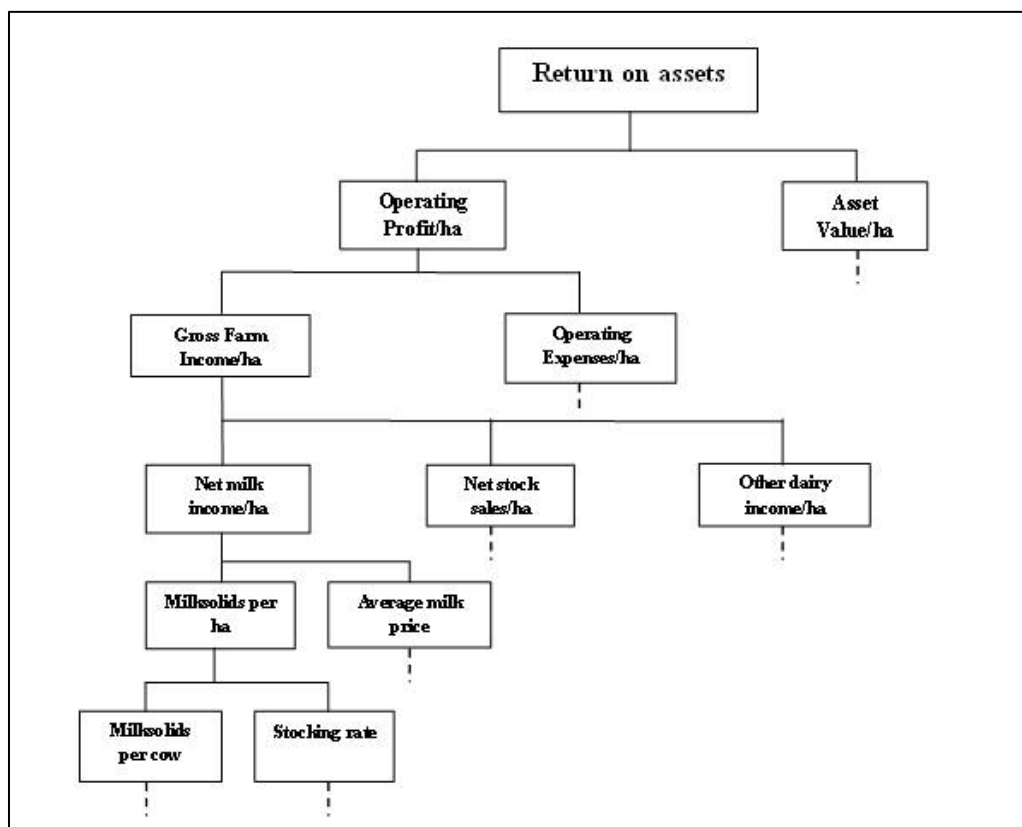 Return on assets
Operating
Profit/ha
Asset
Value/ha
Gross Farm
Income/ha
Operating
Expenses/ha
Net milk
income/ha
Net stock
sales/ha
Other dairy
income/ha
Milksolids per
ha
Average milk
price
Milksolids
per cow
Stocking rate